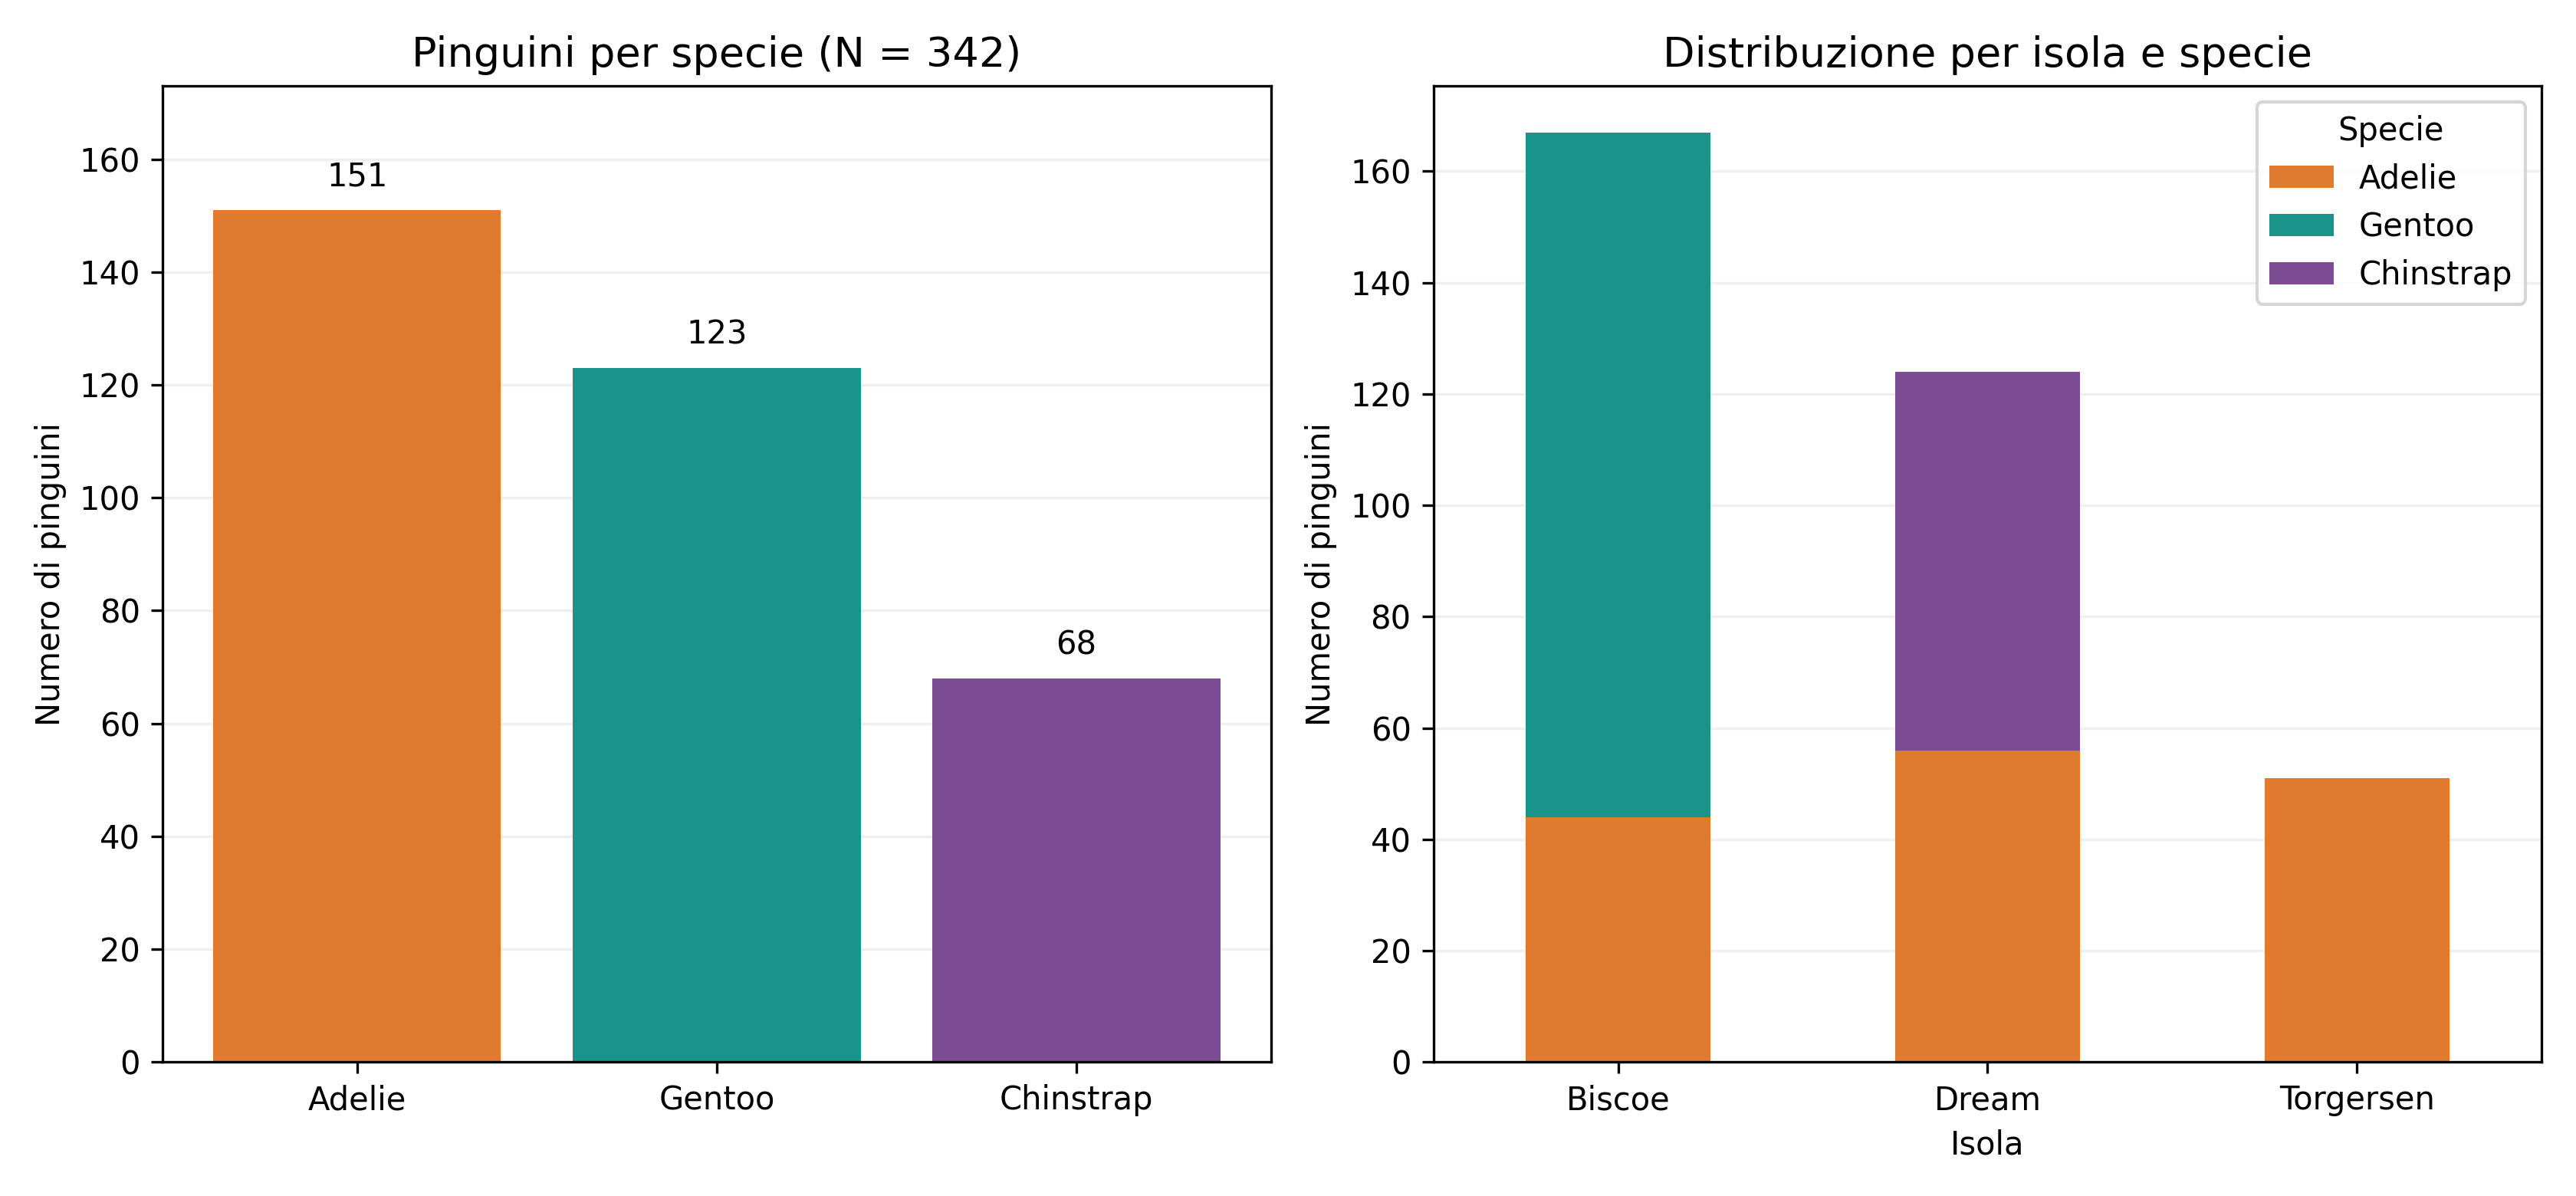 Pinguini per specie (N = 342)
Numero di pinguini
160
140
120
100
80
60
40
20
0
151
123
68
Adelie
Gentoo
Chinstrap
Distribuzione per isola e specie
Numero di pinguini
160
140
120
100
80
60
40
20
0
Specie
Adelie
Gentoo
Chinstrap
Biscoe
Dream
Torgersen
Isola